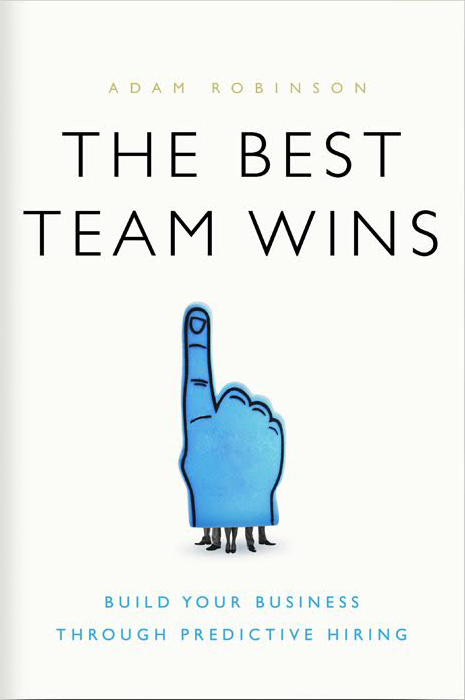 ADAM ROBINSON
THE BEST
TEAM WINS
BUILD YOUR BUSINESS
THROUGH PREDICTIVE HIRING